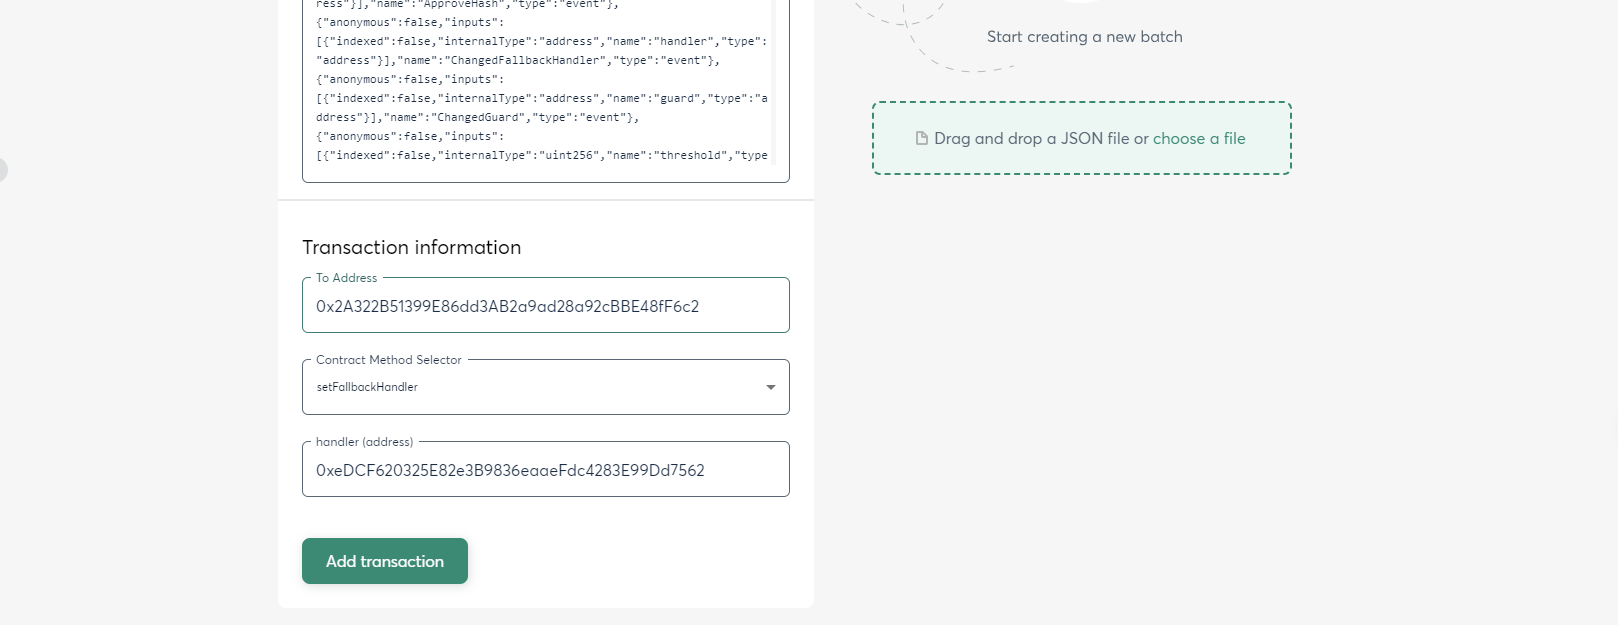 ress"}],"name":"ApproveHash","type":"event"},
{"anonymous":false,"inputs":
[{"indexed":false,"internalType":"address","name":"handler","type":
"address"}],"name":"ChangedFallbackHandler","type":"event"},
{"anonymous":false,"inputs":
[{"indexed":false,"internalType":"address","name":"guard","type":"a
ddress"}],"name":"ChangedGuard","type":"event"},
{"anonymous":false,"inputs":
[{"indexed":false,"internalType":"uint256","name":"threshold","type
Transaction information
To Address
0x2A322B51399E86dd3AB2a9ad28a92cBBE48fF6c2
Contract Method Selector
setFallbackHandler
handler (address)
0xeDCF620325E82e3B9836eaaeFdc4283E99Dd7562
Add transaction
Start creating a new batch
Drag and drop a JSON file or choose a file